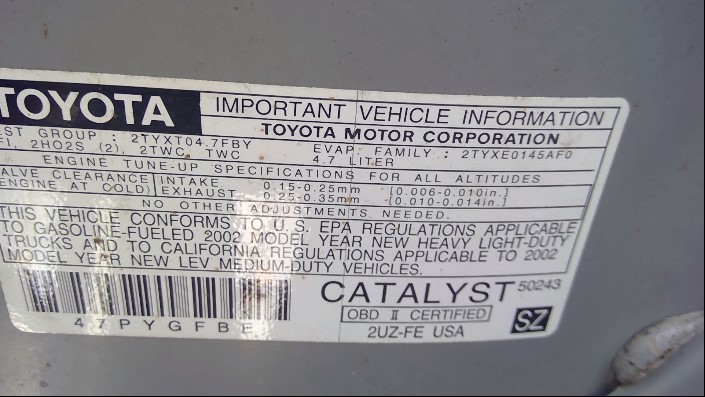 TOYOTA
IMPORTANT VEHICLE INFORMATION
TOYOTA MOTOR CORPORATION
EST GROUP : 2TYXT04.7FBY EVAP. FAMILY : 2TYXE0145AF0
FI, 2HO2S (2), 2TWC, TWC 4.7 LITER
ENGINE TUNE-UP SPECIFICATIONS FOR ALL ALTITUDES
VALVE CLEARANCE INTAKE 0.15-0.25mm [0.006-0.010in.]
[ENGINE AT COLD] EXHAUST 0.25-0.35mm [0.010-0.014in.]
NO OTHER ADJUSTMENTS NEEDED.
THIS VEHICLE CONFORMS TO U.S. EPA REGULATIONS APPLICABLE
TO GASOLINE-FUELED 2002 MODEL YEAR NEW HEAVY LIGHT-DUTY
TRUCKS AND TO CALIFORNIA REGULATIONS APPLICABLE TO 2002
MODEL YEAR NEW LEV MEDIUM-DUTY VEHICLES.
CATALYST 50243
47PYGFBE
OBD II CERTIFIED
2UZ-FE USA
SZ